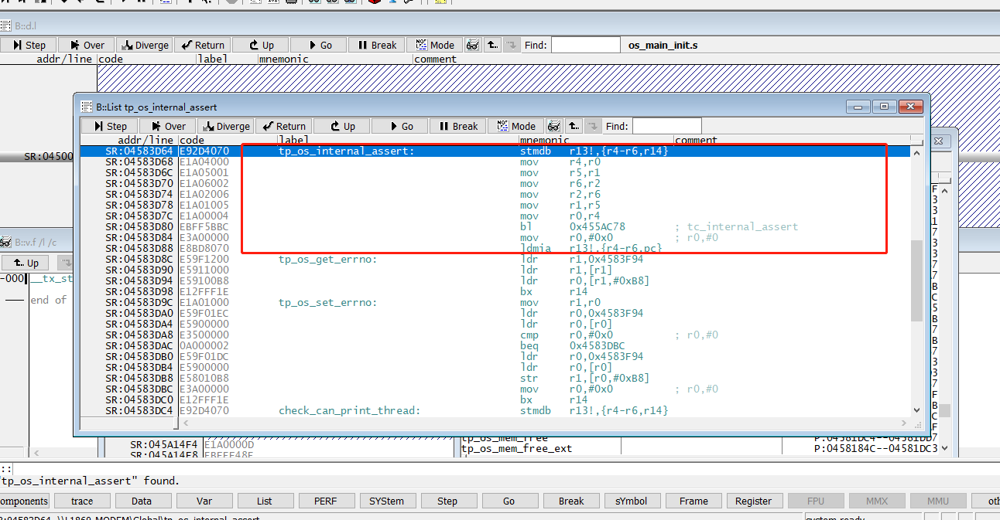 B::d.l
Step Over Diverge Return Up Go Break Mode Find: os_main_init.s
addr/line code label mnemonic comment
B::List tp_os_internal_assert
Step Over Diverge Return Up Go Break Mode Find:
addr/line code label mnemonic comment
SR:04583D64 E92D4070 tp_os_internal_assert: stmdb r13!,{r4-r6,r14}
SR:04583D68 E1A04000 mov r4,r0
SR:04583D6C E1A05001 mov r5,r1
SR:04583D70 E1A06002 mov r6,r2
SR:04583D74 E1A02006 mov r2,r6
SR:04583D78 E1A01005 mov r1,r5
SR:04583D7C E1A00004 mov r0,r4
SR:04583D80 EBFF5BBC bl 0x455AC78 ; tc_internal_assert
SR:04583D84 E3A00000 mov r0,#0x0 ; r0,#0
SR:04583D88 E8BD8070 ldmia r13!,{r4-r6,pc}
SR:04583D8C E59F1200 tp_os_get_errno: ldr r1,0x4583F94
SR:04583D90 E5911000 ldr r1,[r1]
SR:04583D94 E59100B8 ldr r0,[r1,#0xB8]
SR:04583D98 E12FFF1E bx r14
SR:04583D9C E1A01000 tp_os_set_errno: mov r1,r0
SR:04583DA0 E59F01EC ldr r0,0x4583F94
SR:04583DA4 E5900000 ldr r0,[r0]
SR:04583DA8 E3500000 cmp r0,#0x0 ; r0,#0
SR:04583DAC 0A000002 beq 0x4583DBC
SR:04583DB0 E59F01DC ldr r0,0x4583F94
SR:04583DB4 E5900000 ldr r0,[r0]
SR:04583DB8 E58010B8 str r1,[r0,#0xB8]
SR:04583DBC E3A00000 mov r0,#0x0 ; r0,#0
SR:04583DC0 E12FFF1E bx r14
SR:04583DC4 E92D4070 check_can_print_thread: stmdb r13!,{r4-r6,r14}
SR:04500
B::v.f /l /c
Up
-000 __tx_st
end of
SR:045A14F4 E1A0000D
SR:045A14F8 EBFFF48F
tp_os_mem_free P:04581DC4--04581DD7
tp_os_mem_free_ext P:0458184C--04581DC3
::
"tp_os_internal_assert" found.
omponents trace Data Var List PERF SYStem Step Go Break sYmbol Frame Register FPU MMX MMU oth
system ready